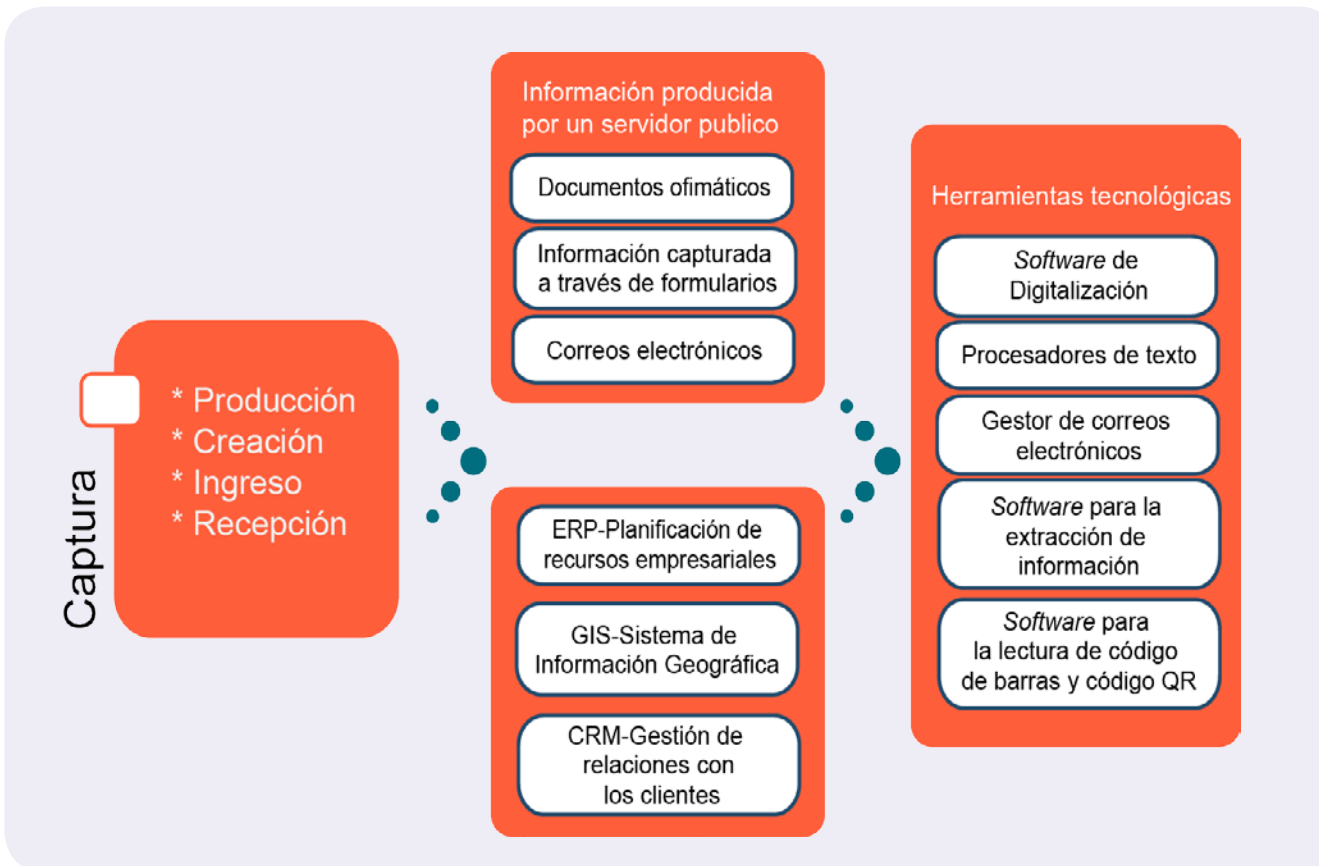 Captura
* Producción
* Creación
* Ingreso
* Recepción
Información producida
por un servidor publico
Documentos ofimáticos
Información capturada
a través de formularios
Correos electrónicos
ERP-Planificación de
recursos empresariales
GIS-Sistema de
Información Geográfica
CRM-Gestión de
relaciones con
los clientes
Herramientas tecnológicas
Software de
Digitalización
Procesadores de texto
Gestor de correos
electrónicos
Software para la
extracción de
información
Software para
la lectura de código
de barras y código QR